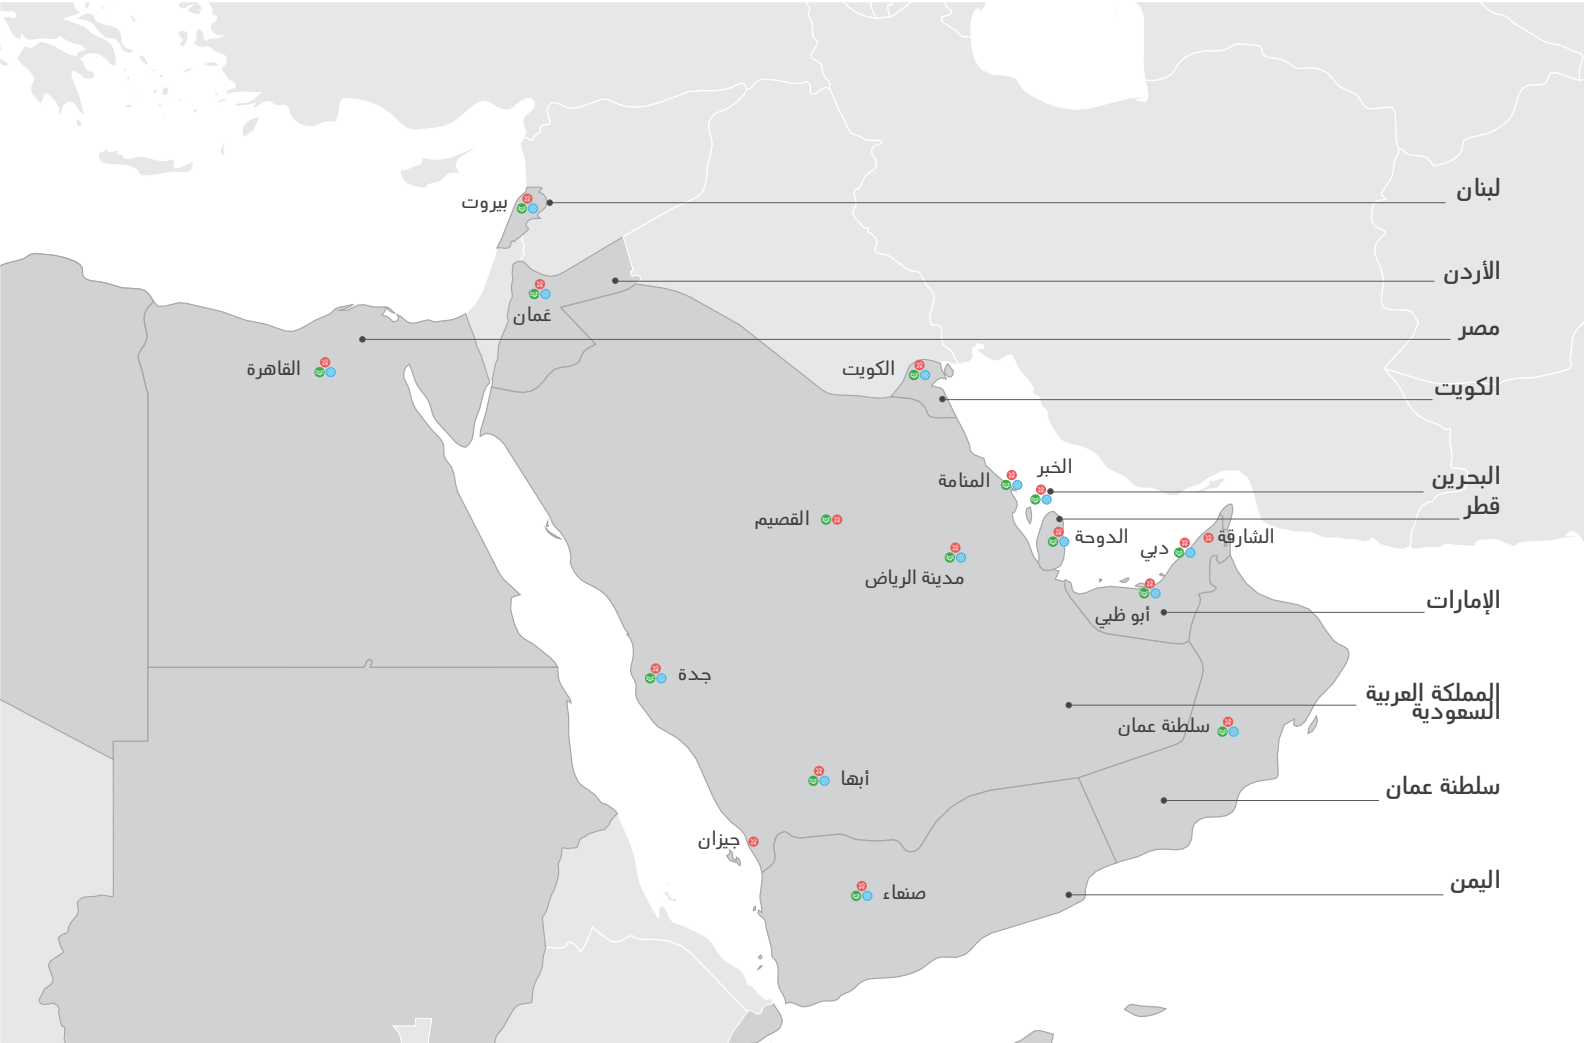 لبنان
بيروت
الأردن
عَمان
مصر
القاهرة
الكويت
الكويت
البحرين
الخبر
المنامة
قطر
القصيم
الدوحة
الشارقة
دبي
مدينة الرياض
الإمارات
أبو ظبي
جدة
المملكة العربية
السعودية
سلطنة عمان
أبها
سلطنة عمان
جيزان
اليمن
صنعاء